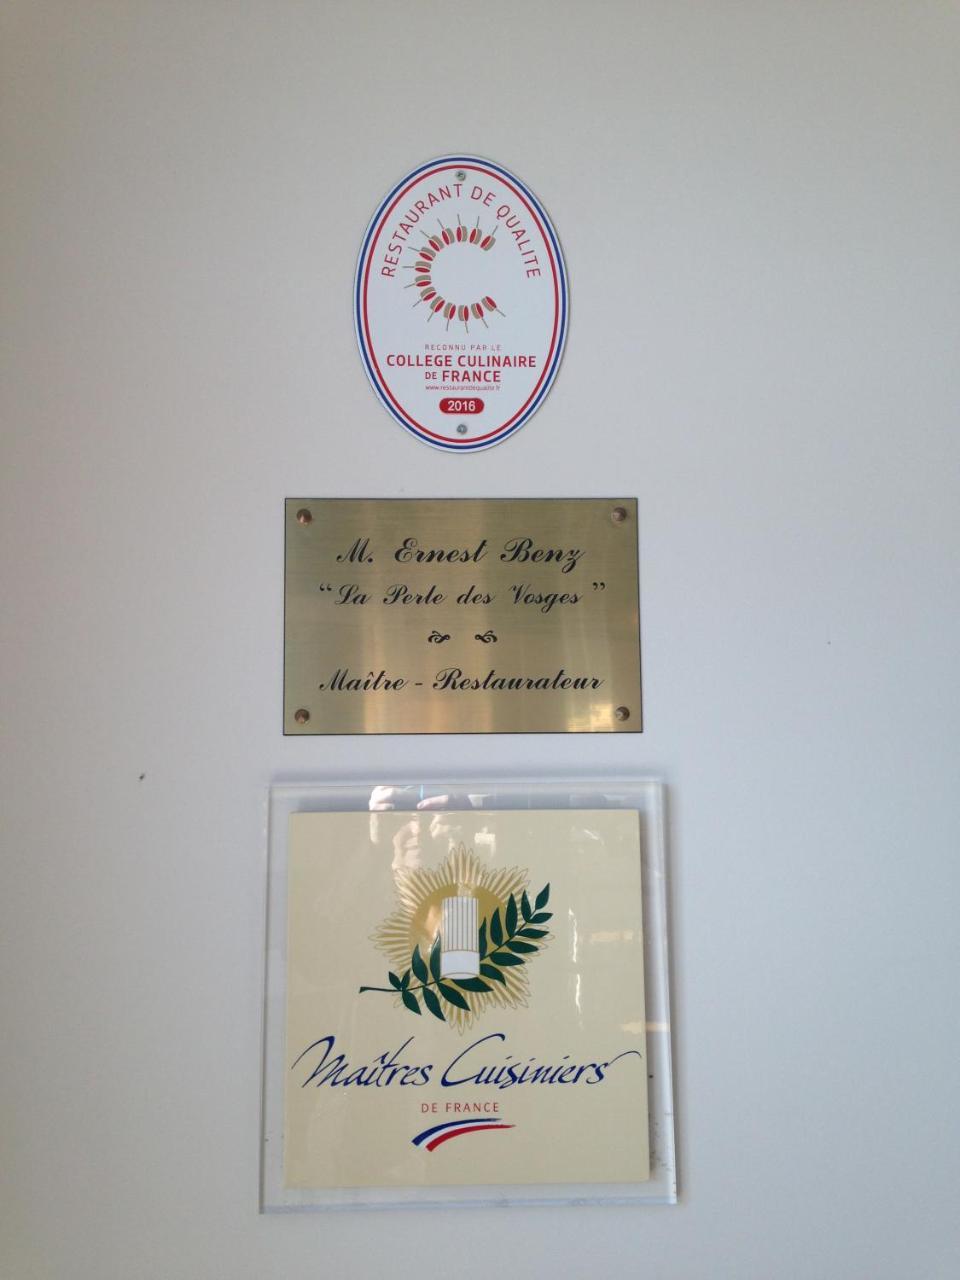 RESTAURANT DE QUALITE
RECONNU PAR LE
COLLEGE CULINAIRE
DE FRANCE
www.restaurantdequalite.fr
2016
M. Ernest Benz
“La Perle des Vosges”
Maître - Restaurateur
Maîtres Cuisiniers
DE FRANCE